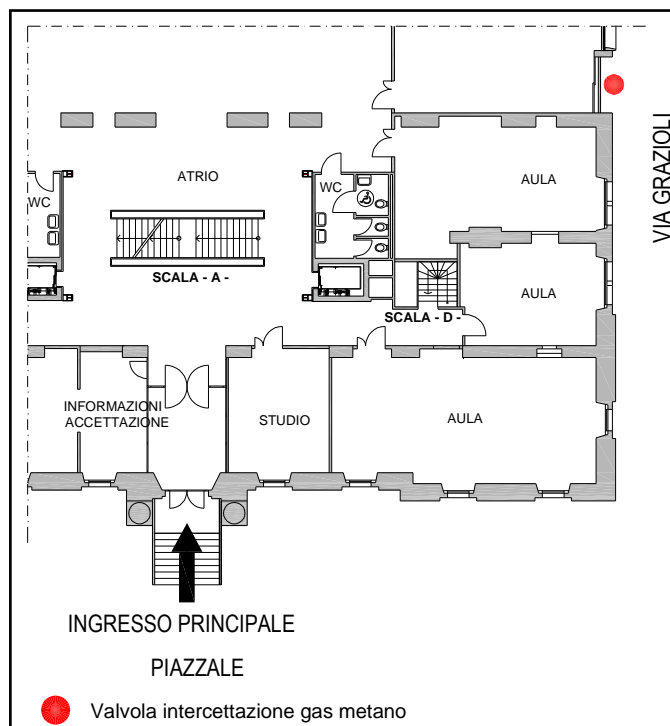 VIA GRAZIOLI
ATRIO
WC
WC
AULA
SCALA - A -
AULA
SCALA - D -
INFORMAZIONI
ACCETTAZIONE
STUDIO
AULA
INGRESSO PRINCIPALE
PIAZZALE
Valvola intercettazione gas metano